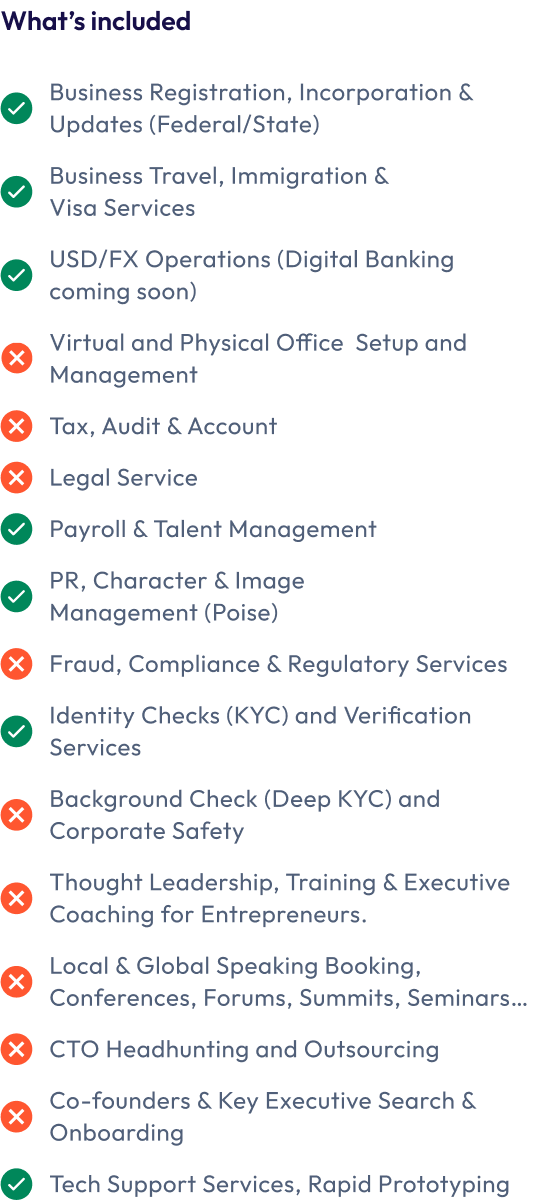 What's included
Business Registration, Incorporation &
Updates (Federal/State)
Business Travel, Immigration &
Visa Services
USD/FX Operations (Digital Banking
coming soon)
Virtual and Physical Office  Setup and
Management
Tax, Audit & Account
Legal Service
Payroll & Talent Management
PR, Character & Image
Management (Poise)
Fraud, Compliance & Regulatory Services
Identity Checks (KYC) and Verification
Services
Background Check (Deep KYC) and
Corporate Safety
Thought Leadership, Training & Executive
Coaching for Entrepreneurs.
Local & Global Speaking Booking,
Conferences, Forums, Summits, Seminars...
CTO Headhunting and Outsourcing
Co-founders & Key Executive Search &
Onboarding
Tech Support Services, Rapid Prototyping